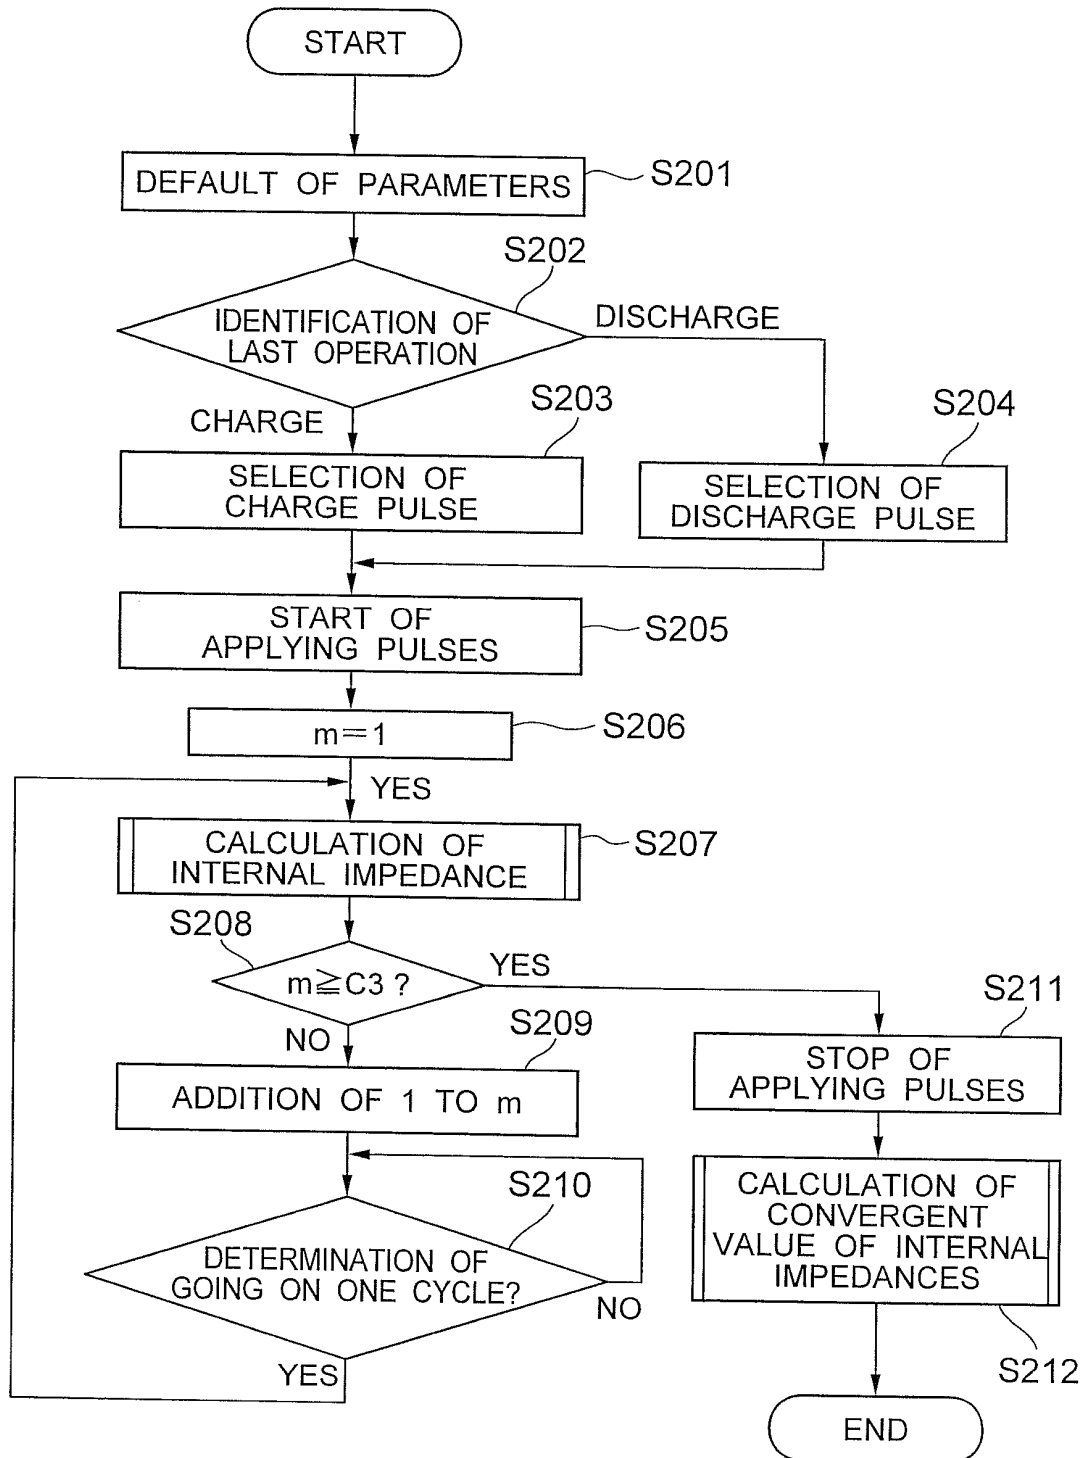 START
DEFAULT OF PARAMETERS
S201
S202
IDENTIFICATION OF
LAST OPERATION
DISCHARGE
CHARGE
S203
SELECTION OF
CHARGE PULSE
S204
SELECTION OF
DISCHARGE PULSE
START OF
APPLYING PULSES
S205
m=1
S206
YES
CALCULATION OF
INTERNAL IMPEDANCE
S207
S208
m≧C3 ?
YES
NO
S209
ADDITION OF 1 TO m
S210
DETERMINATION OF
GOING ON ONE CYCLE?
NO
YES
S211
STOP OF
APPLYING PULSES
CALCULATION OF
CONVERGENT
VALUE OF INTERNAL
IMPEDANCES
S212
END